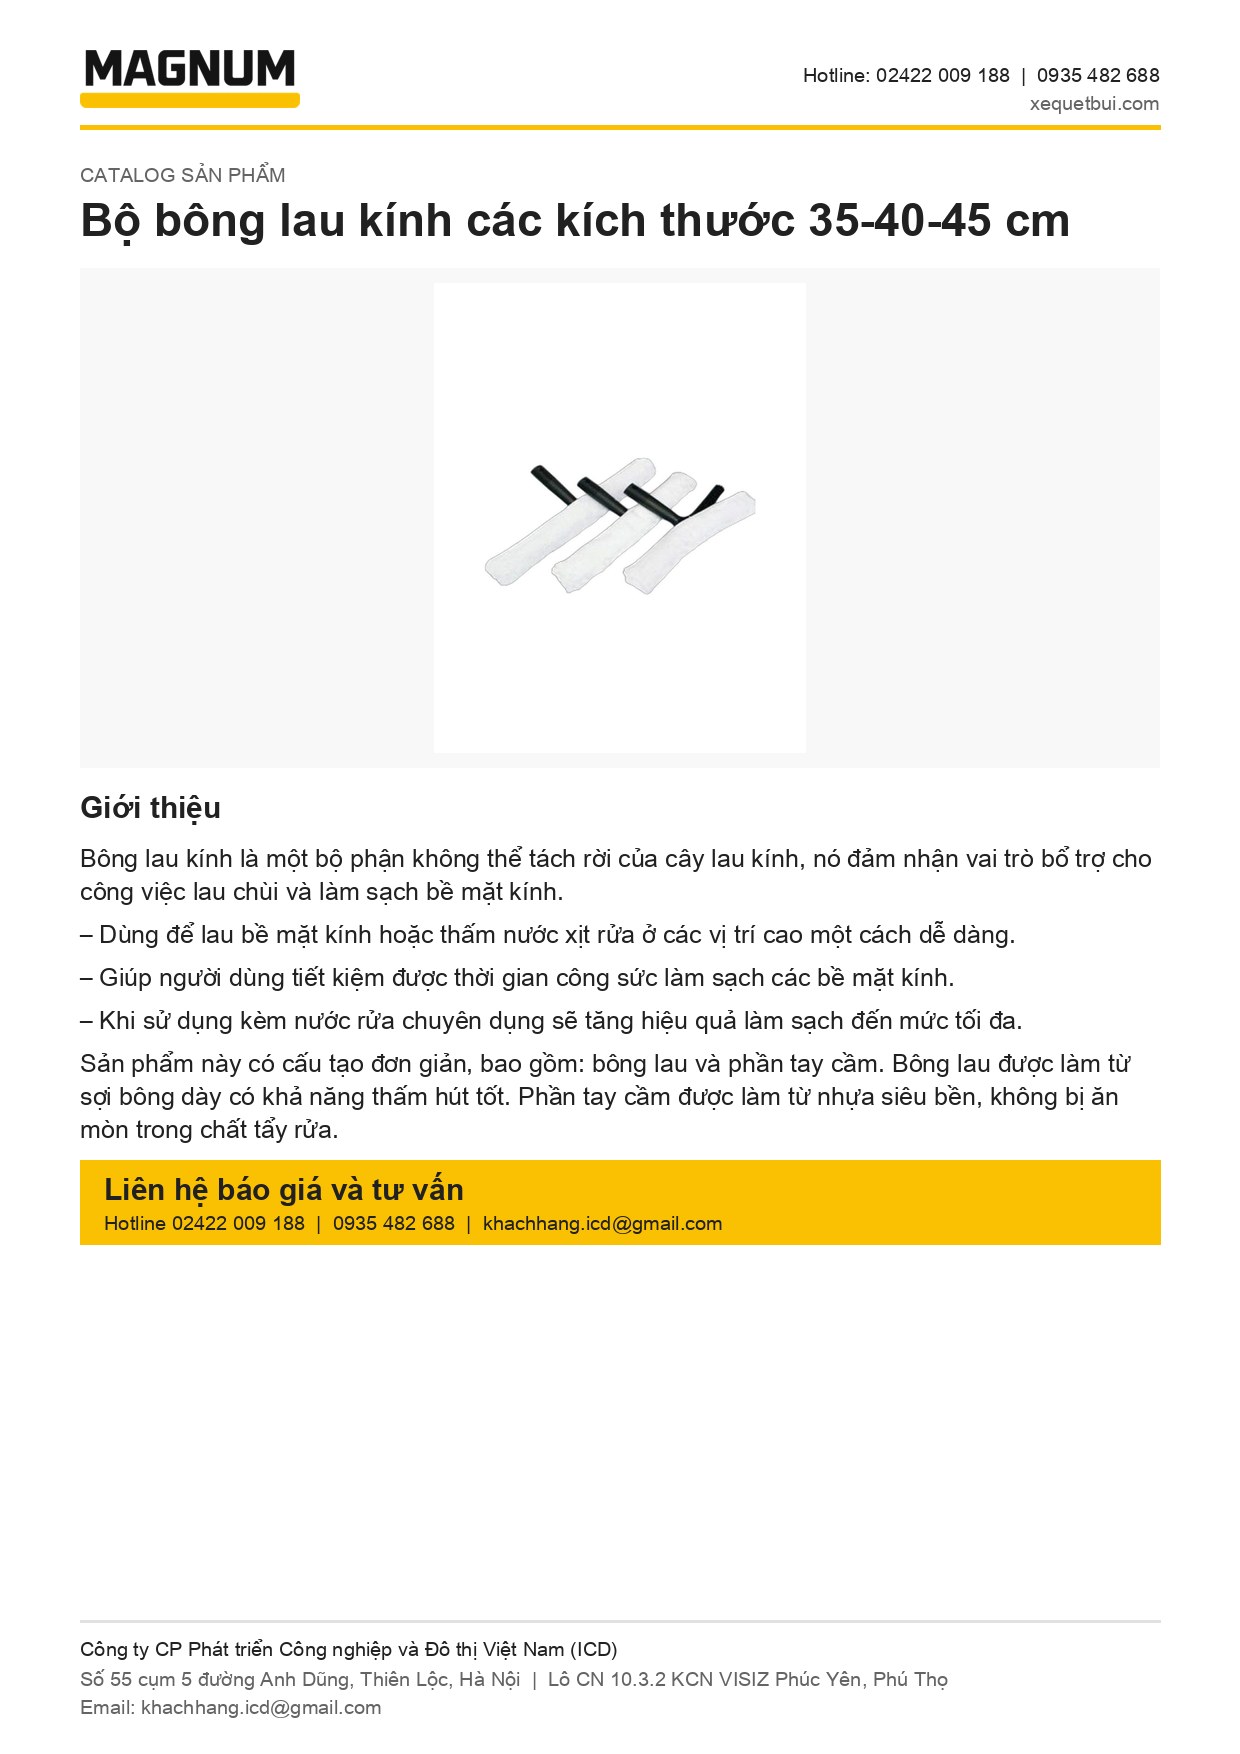 MAGNUM
Hotline: 02422 009 188 | 0935 482 688
xequetbui.com
CATALOG SẢN PHẨM
Bộ bông lau kính các kích thước 35-40-45 cm
Giới thiệu
Bông lau kính là một bộ phận không thể tách rời của cây lau kính, nó đảm nhận vai trò bổ trợ cho
công việc lau chùi và làm sạch bề mặt kính.
– Dùng để lau bề mặt kính hoặc thấm nước xịt rửa ở các vị trí cao một cách dễ dàng.
– Giúp người dùng tiết kiệm được thời gian công sức làm sạch các bề mặt kính.
– Khi sử dụng kèm nước rửa chuyên dụng sẽ tăng hiệu quả làm sạch đến mức tối đa.
Sản phẩm này có cấu tạo đơn giản, bao gồm: bông lau và phần tay cầm. Bông lau được làm từ
sợi bông dày có khả năng thấm hút tốt. Phần tay cầm được làm từ nhựa siêu bền, không bị ăn
mòn trong chất tẩy rửa.
Liên hệ báo giá và tư vấn
Hotline 02422 009 188 | 0935 482 688 | khachhang.icd@gmail.com
Công ty CP Phát triển Công nghiệp và Đô thị Việt Nam (ICD)
Số 55 cụm 5 đường Anh Dũng, Thiên Lộc, Hà Nội | Lô CN 10.3.2 KCN VISIZ Phúc Yên, Phú Thọ
Email: khachhang.icd@gmail.com